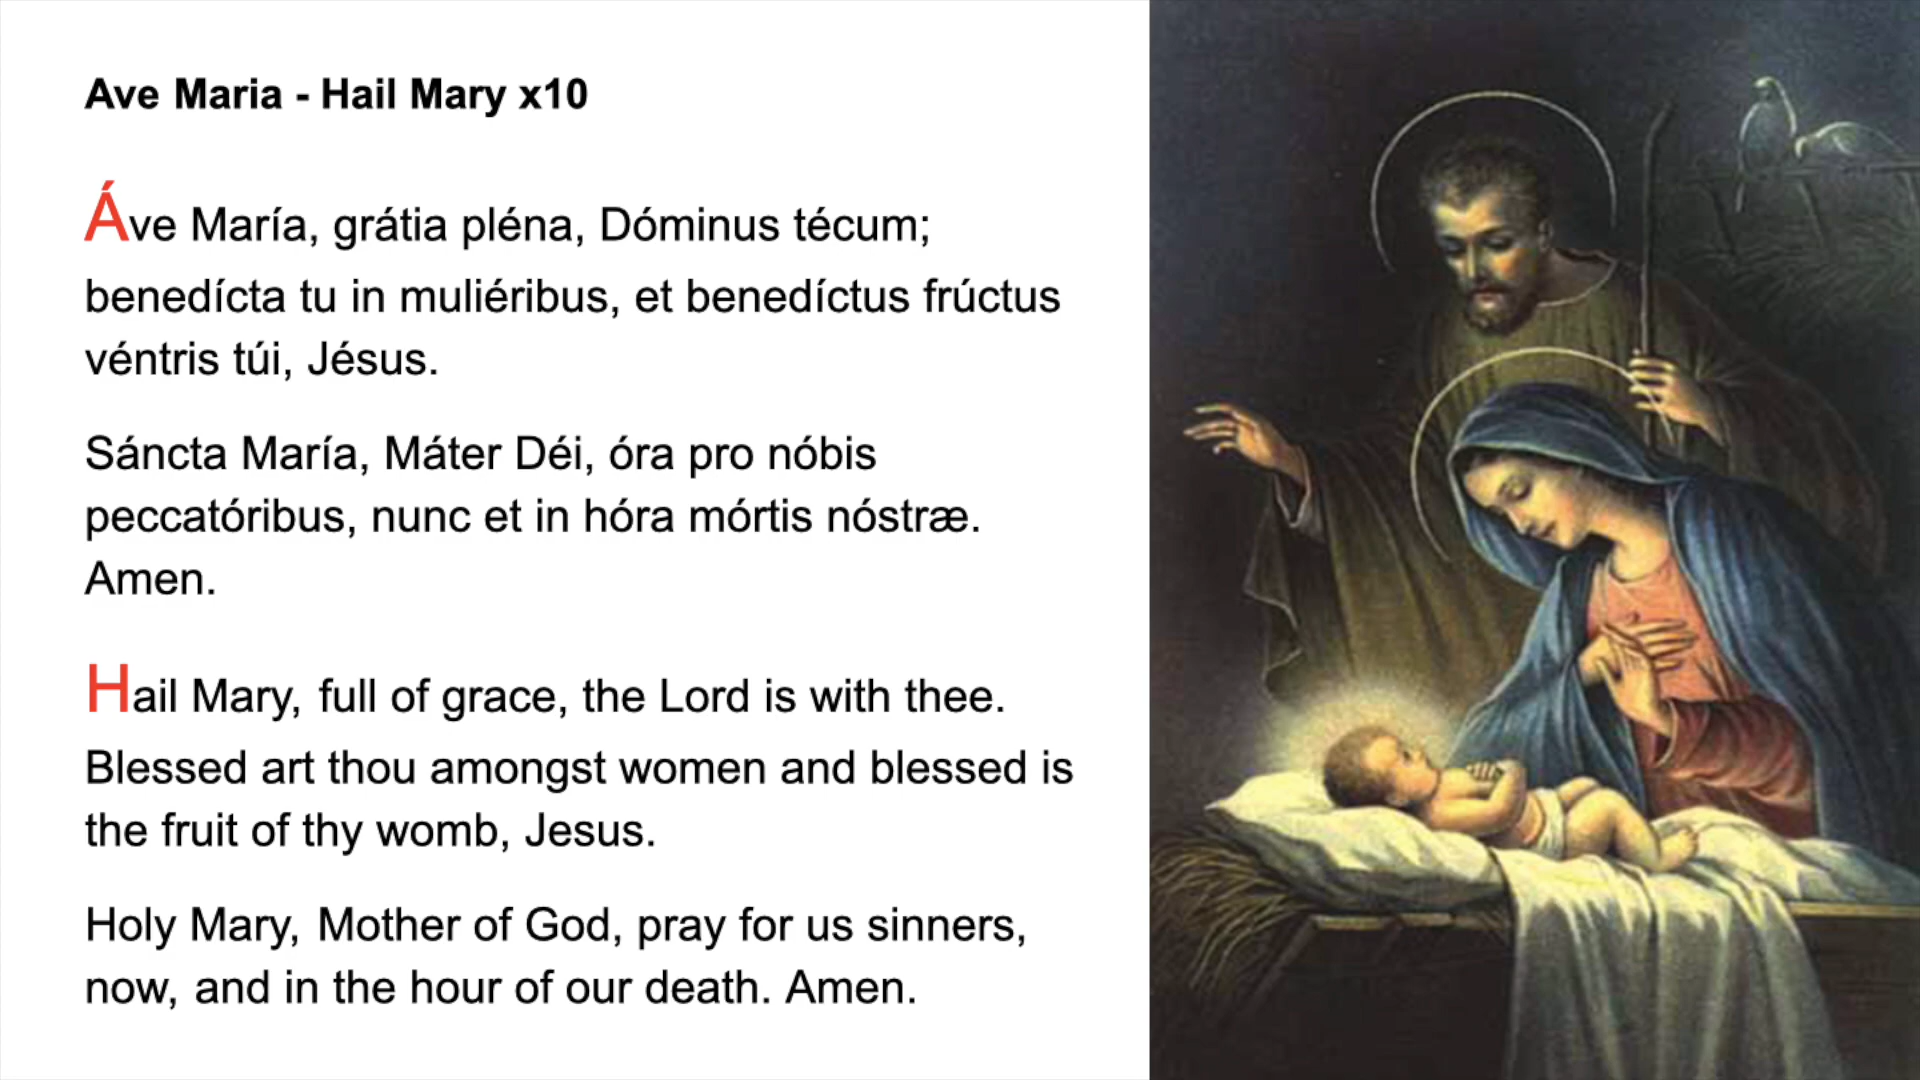 Ave Maria - Hail Mary x10
Áve María, grátia pléna, Dóminus técum;
benedícta tu in muliéribus, et benedíctus frúctus
véntris túi, Jésus.
Sáncta María, Máter Déi, óra pro nóbis
peccatóribus, nunc et in hóra mórtis nóstræ.
Amen.
Hail Mary, full of grace, the Lord is with thee.
Blessed art thou amongst women and blessed is
the fruit of thy womb, Jesus.
Holy Mary, Mother of God, pray for us sinners,
now, and in the hour of our death. Amen.